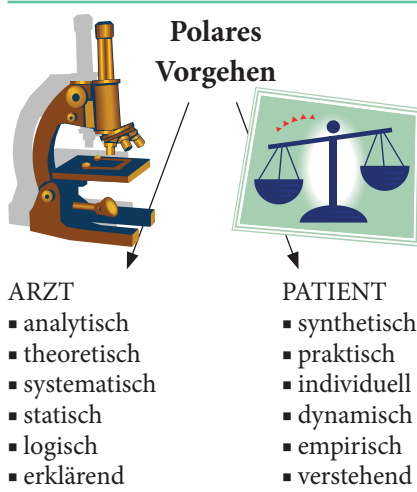 Polares
Vorgehen
ARZT
▪ analytisch
▪ theoretisch
▪ systematisch
▪ statisch
▪ logisch
▪ erklärend
PATIENT
▪ synthetisch
▪ praktisch
▪ individuell
▪ dynamisch
▪ empirisch
▪ verstehend